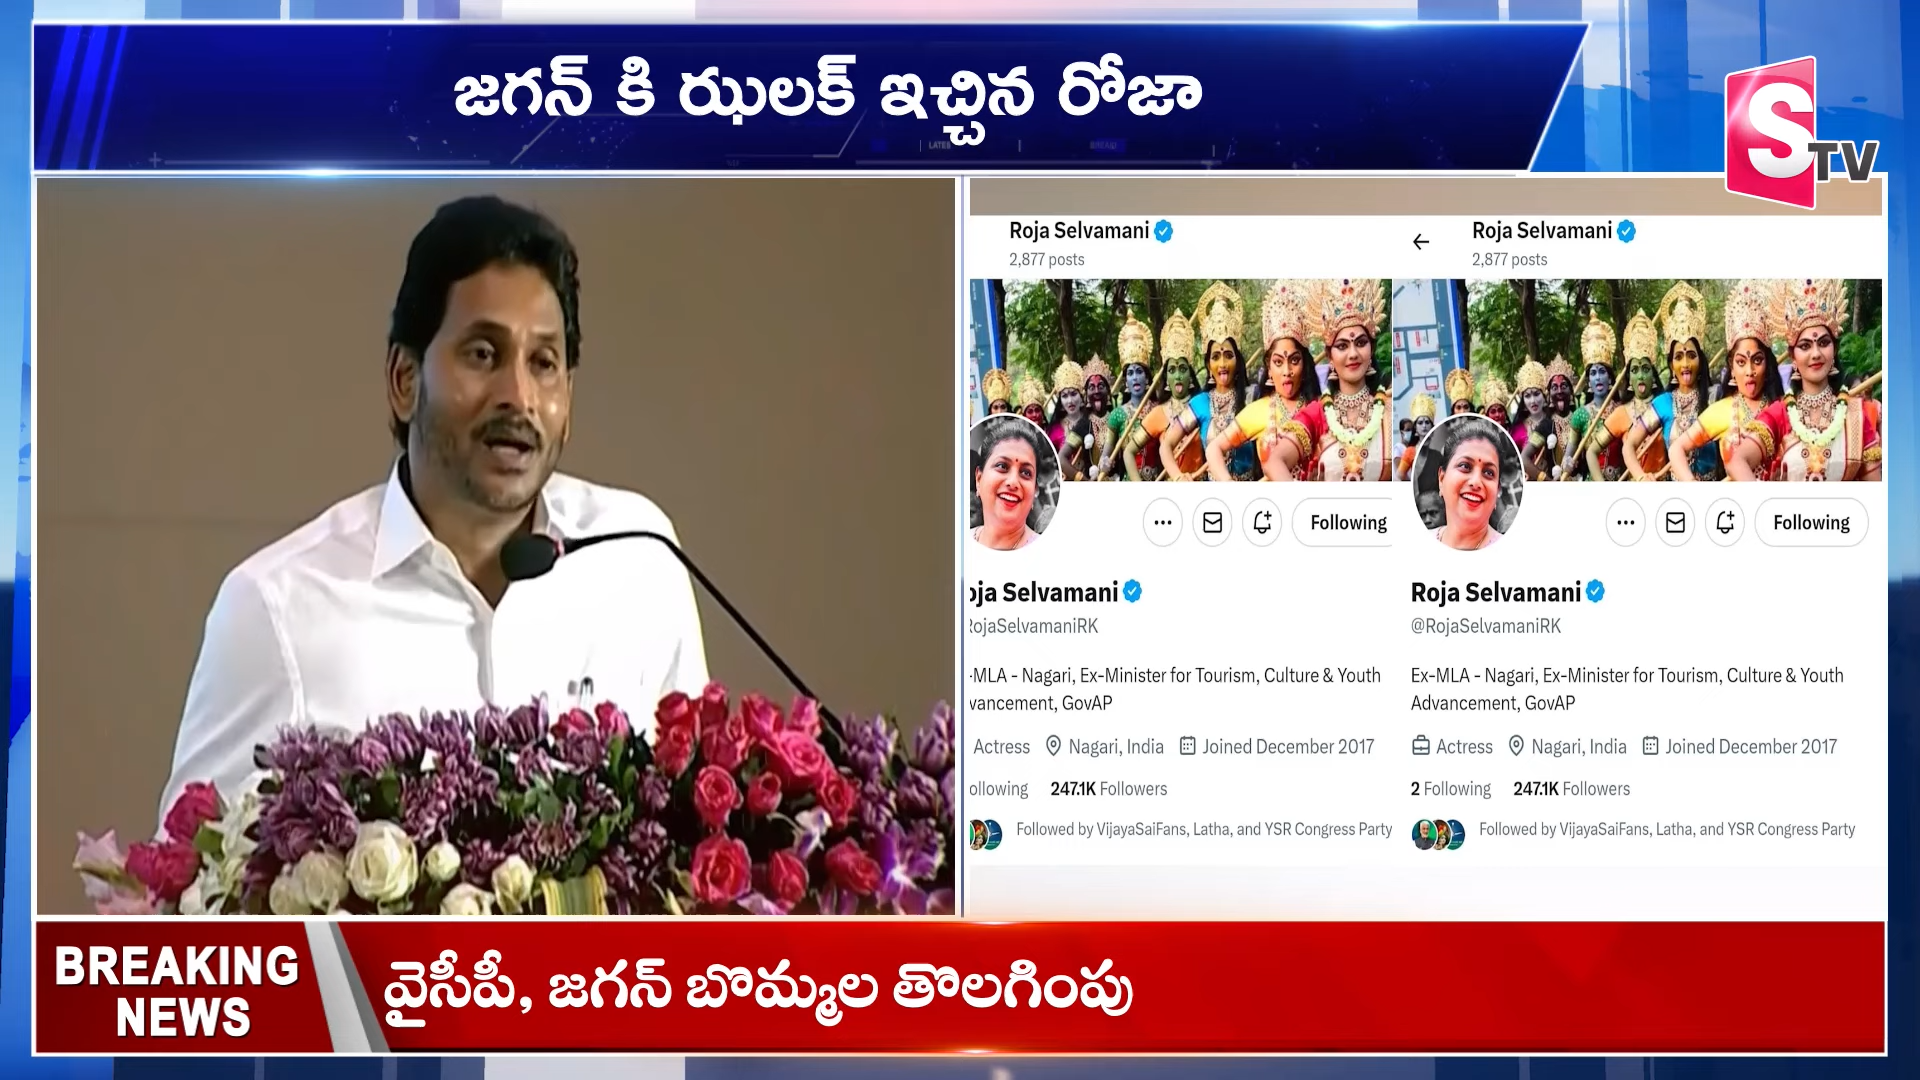 జగన్ కి ఝలక్ ఇచ్చిన రోజా
S TV
LATES
Roja Selvamani
2,877 posts
Following
oja Selvamani
RojaSelvamaniRK
-MLA - Nagari, Ex-Minister for Tourism, Culture & Youth
vancement, GovAP
Actress Nagari, India Joined December 2017
ollowing 247.1K Followers
Followed by VijayaSaiFans, Latha, and YSR Congress Party
Roja Selvamani
2,877 posts
Following
Roja Selvamani
@RojaSelvamaniRK
Ex-MLA - Nagari, Ex-Minister for Tourism, Culture & Youth
Advancement, GovAP
Actress Nagari, India Joined December 2017
2 Following 247.1K Followers
Followed by VijayaSaiFans, Latha, and YSR Congress Party
BREAKING
NEWS
వైసీపీ, జగన్ బొమ్మల తొలగింపు